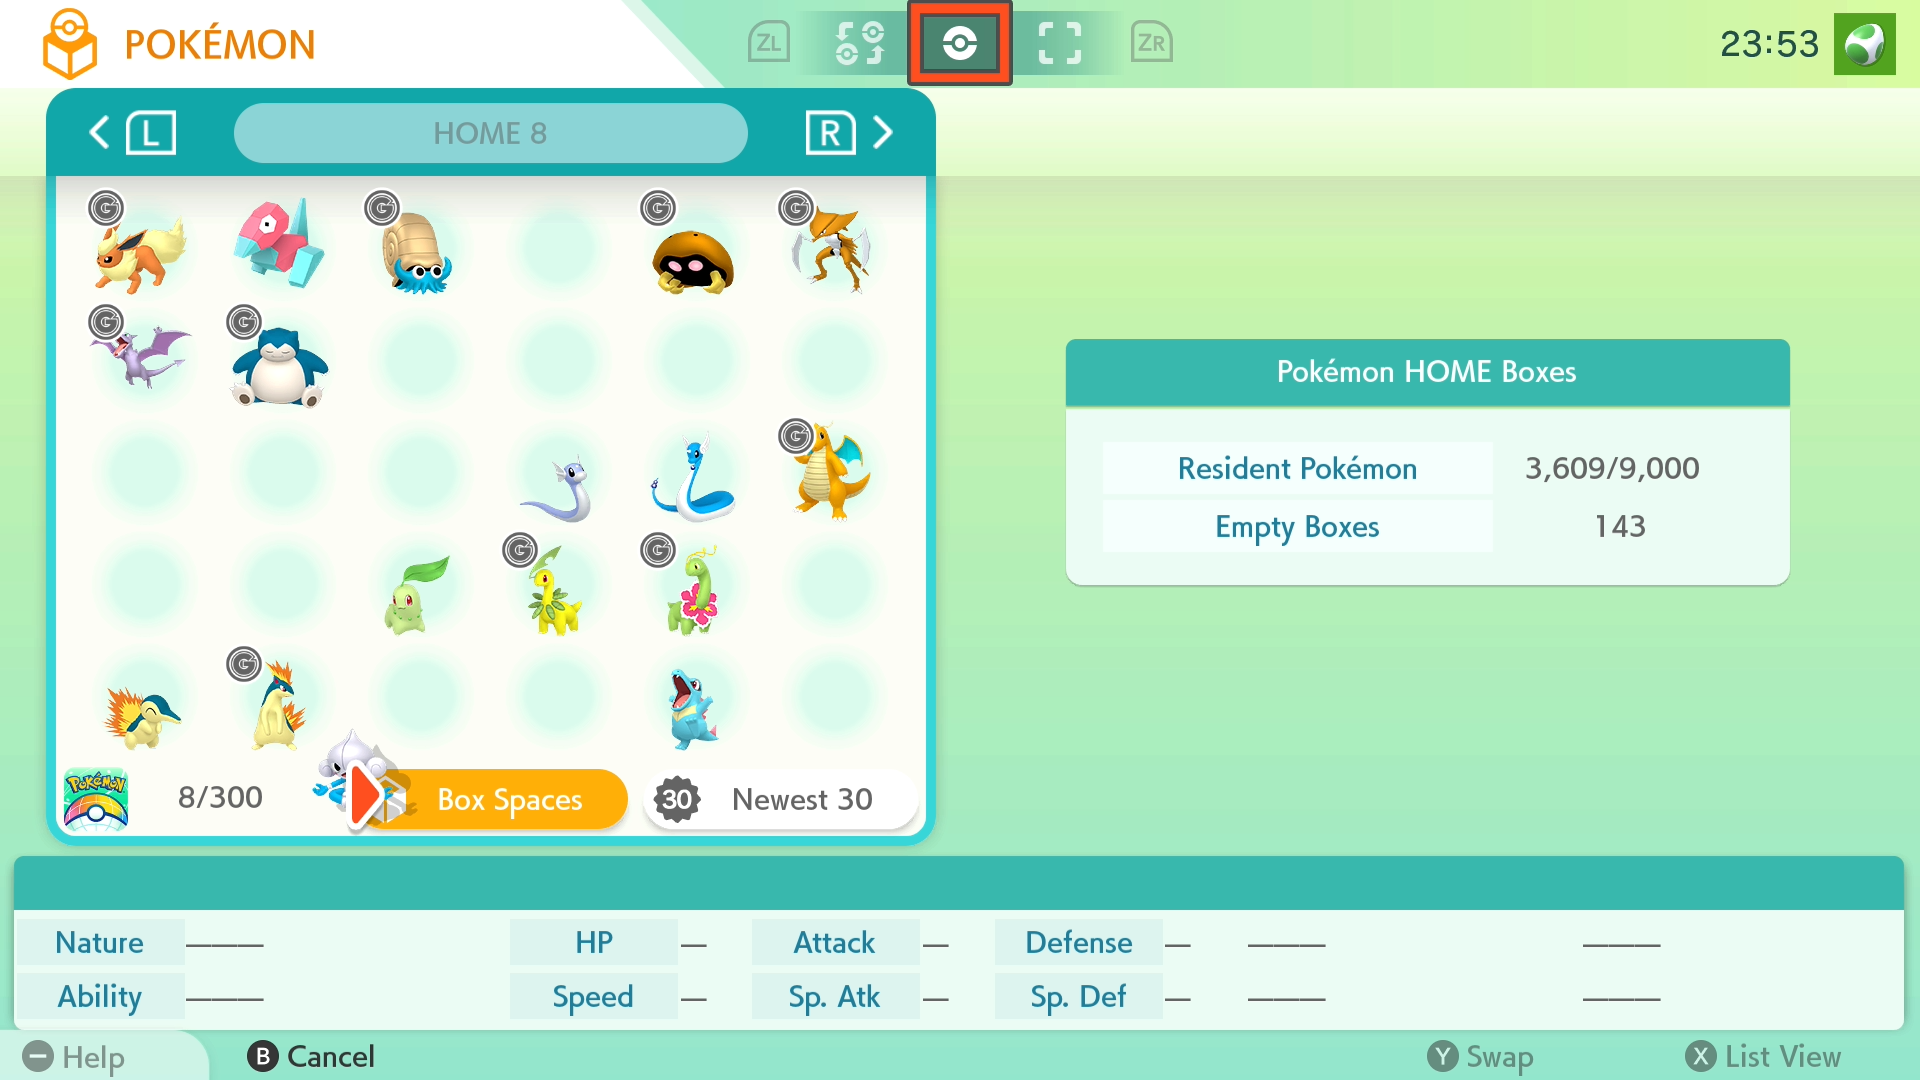 POKÉMON
ZL
ZR
23:53
L
HOME 8
R
Pokémon HOME Boxes
Resident Pokémon 3,609/9,000
Empty Boxes 143
Pokémon
8/300
Box Spaces
30 Newest 30
Nature ———
HP —
Attack —
Defense —
———
———
Ability ———
Speed —
Sp. Atk —
Sp. Def —
———
———
Help
B Cancel
Y Swap
X List View